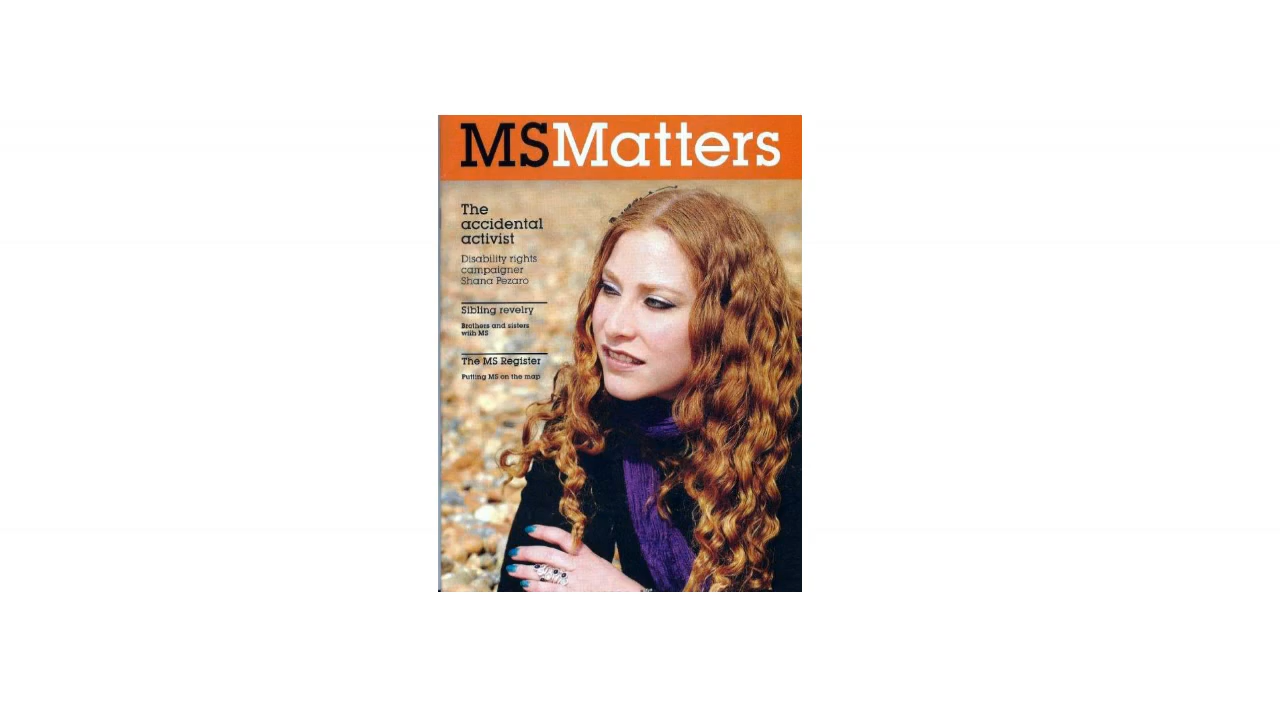 MSMatters
The
accidental
activist
Disability rights
campaigner
Shana Pezaro
Sibling revelry
Brothers and sisters
with MS
The MS Register
Putting MS on the map